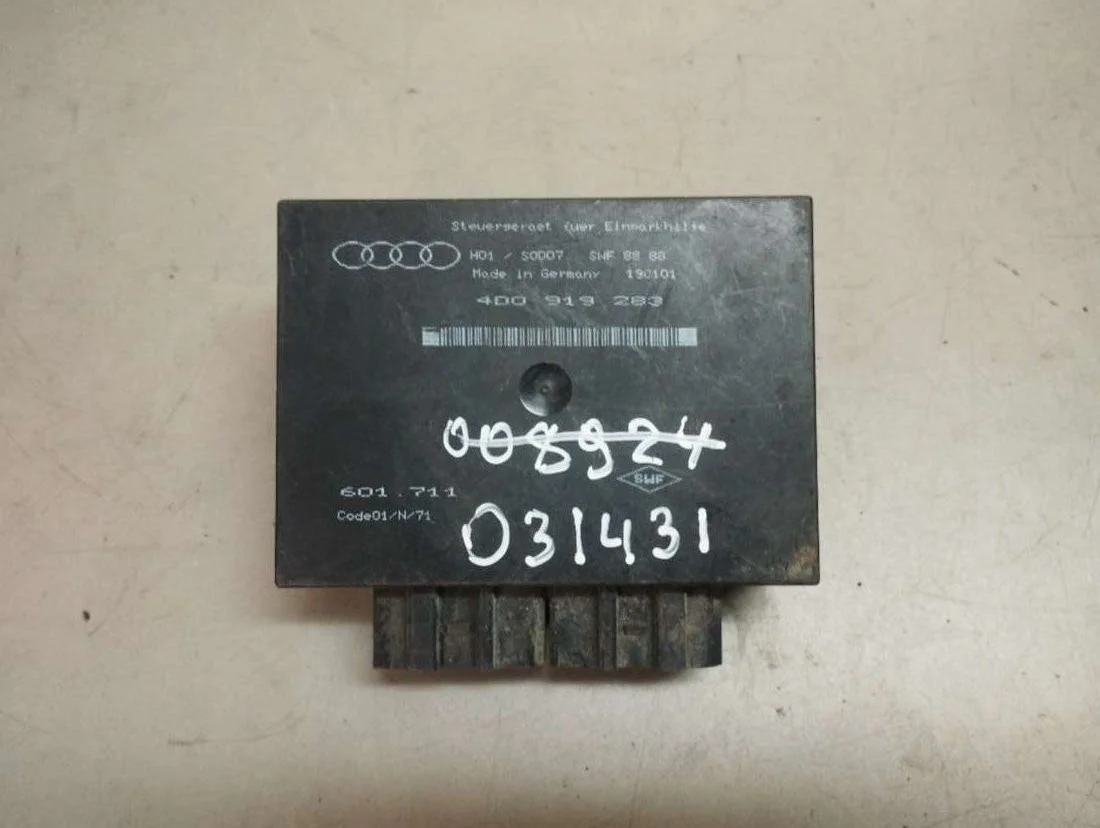 Steuergeraet fuer Einparkhilfe
H01 / S0007 SWF 88 88
Made in Germany 190101
4D0 919 283
008924
SWF
601.711
Code01/N/71
031431